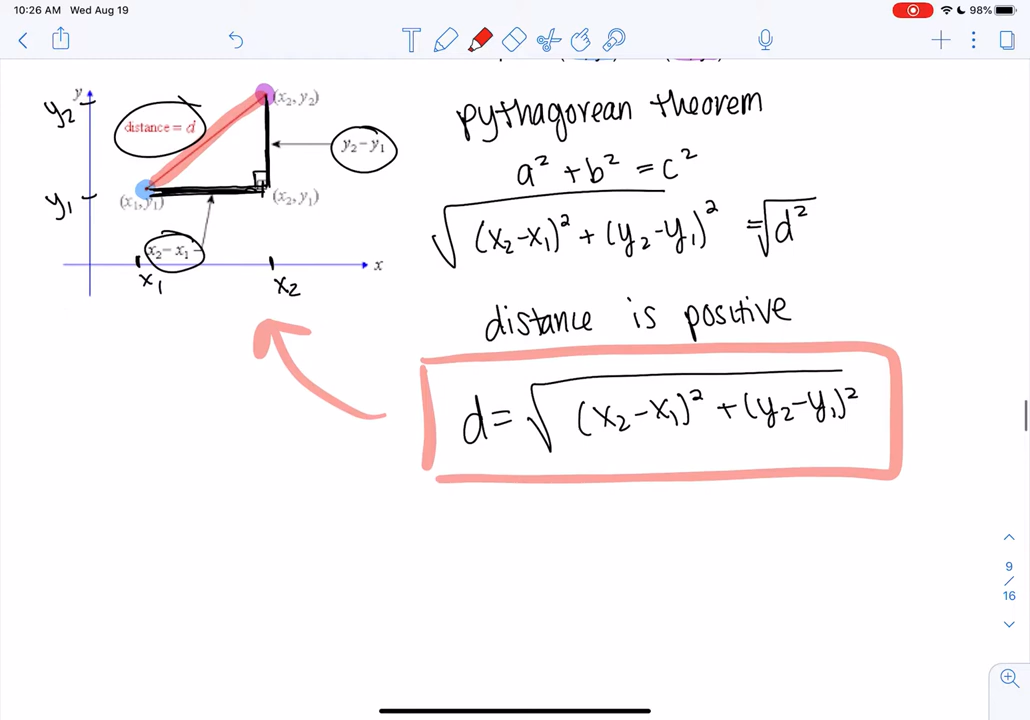 10:26 AM Wed Aug 19
98%
T
pythagorean theorem
a² + b² = c²
√(x₂-x₁)² + (y₂-y₁)² = √d²
distance is positive
d = √(x₂-x₁)² + (y₂-y₁)²
y
y₂
(x₂, y₂)
distance = d
y₂ – y₁
y₁
(x₁, y₁)
(x₂, y₁)
x₂ – x₁
x
x₁
x₂
9
/
16